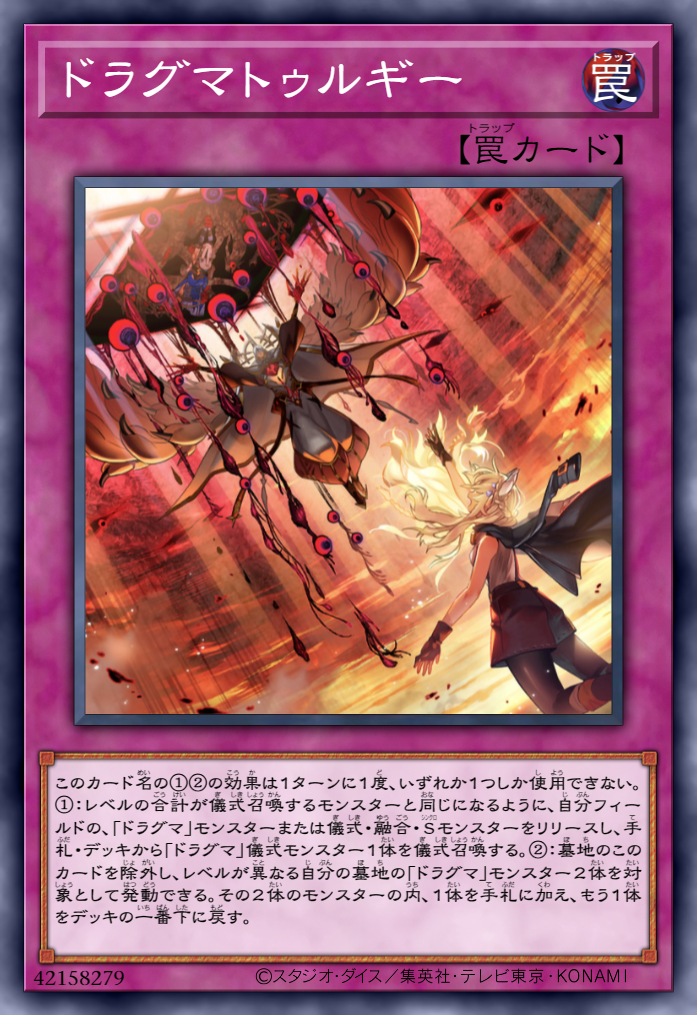 ドラグマトゥルギー
トラップ
罠
トラップ
【罠カード】
このカード名の①②の効果は1ターンに1度、いずれか1つしか使用できない。
①：レベルの合計が儀式召喚するモンスターと同じになるように、自分フィー
ルドの、「ドラグマ」モンスターまたは儀式・融合・Sモンスターをリリースし、手
札・デッキから「ドラグマ」儀式モンスター1体を儀式召喚する。②：墓地のこの
カードを除外し、レベルが異なる自分の墓地の「ドラグマ」モンスター2体を対
象として発動できる。その2体のモンスターの内、1体を手札に加え、もう1体
をデッキの一番下に戻す。
42158279 ©スタジオ・ダイス／集英社・テレビ東京・KONAMI